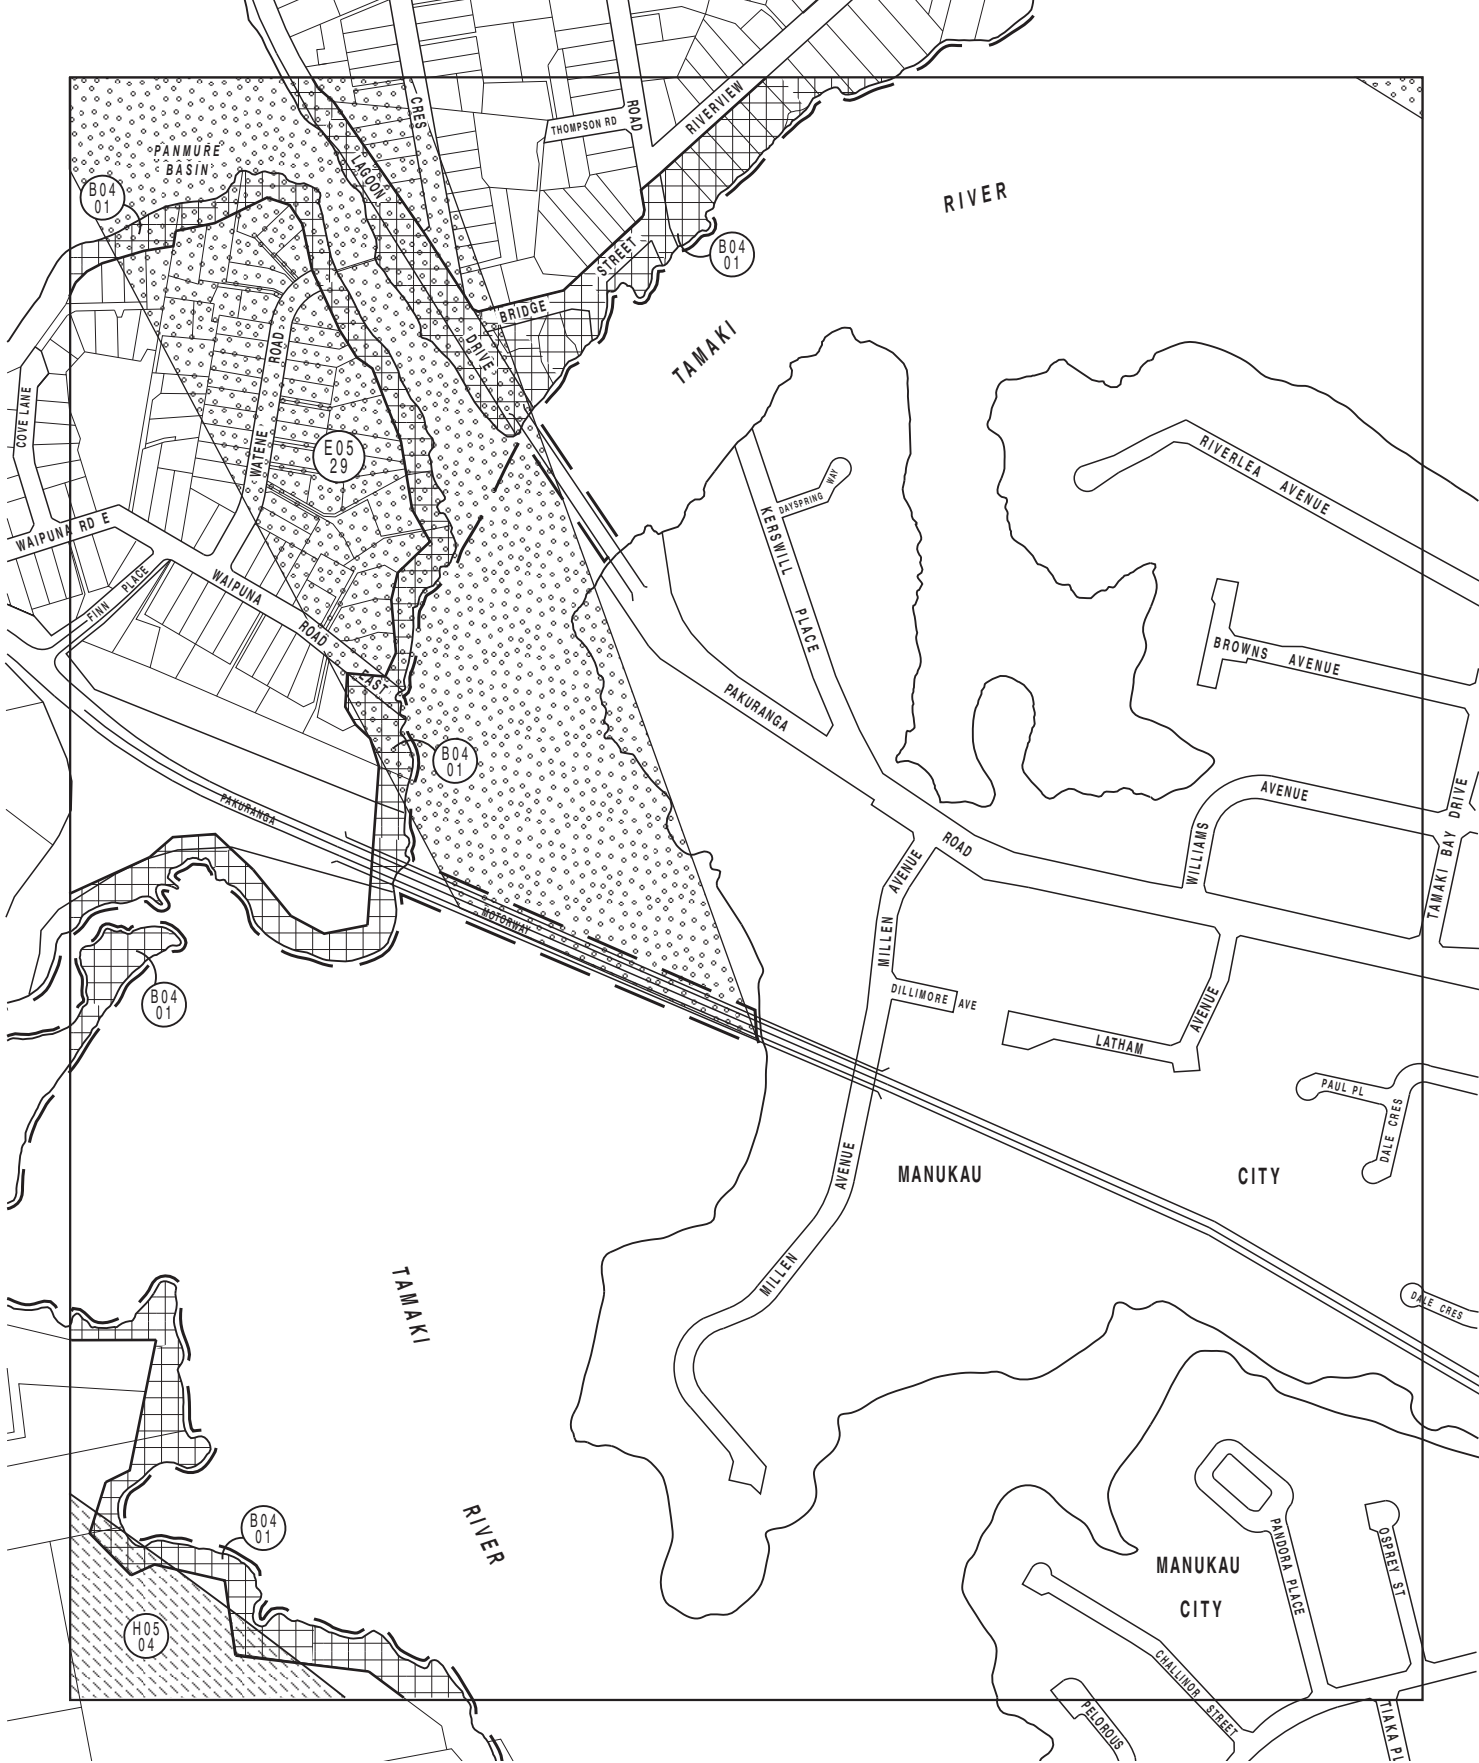 CRES
ROAD
THOMPSON RD
RIVERVIEW
PANMURE
BASIN
LAGOON
B04
01
RIVER
STREET
B04
01
BRIDGE
DRIVE
TAMAKI
ROAD
WATENE
COVE LANE
E05
29
WAIPUNA RD E
FINN PLACE
WAIPUNA
ROAD
EAST
B04
01
KERSWILL
PLACE
DAYSPRING WAY
RIVERLEA AVENUE
BROWNS AVENUE
PAKURANGA
ROAD
AVENUE
WILLIAMS
TAMAKI BAY DRIVE
PAKURANGA
MOTORWAY
AVENUE
MILLEN
DILLIMORE AVE
B04
01
LATHAM
AVENUE
PAUL PL
DALE CRES
MANUKAU
CITY
AVENUE
MILLEN
TAMAKI
RIVER
DALE CRES
B04
01
H05
04
PANDORA PLACE
OSPREY ST
MANUKAU
CITY
CHALLINOR STREET
PELOROUS
TIAKA PL